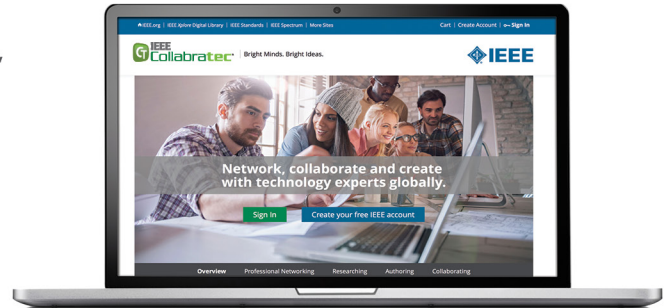 IEEE.org | IEEE Xplore Digital Library | IEEE Standards | IEEE Spectrum | More Sites
Cart | Create Account | Sign In
IEEE
Collabratec
Bright Minds. Bright Ideas.
IEEE
Network, collaborate and create
with technology experts globally.
Sign In
Create your free IEEE account
Overview Professional Networking Researching Authoring Collaborating